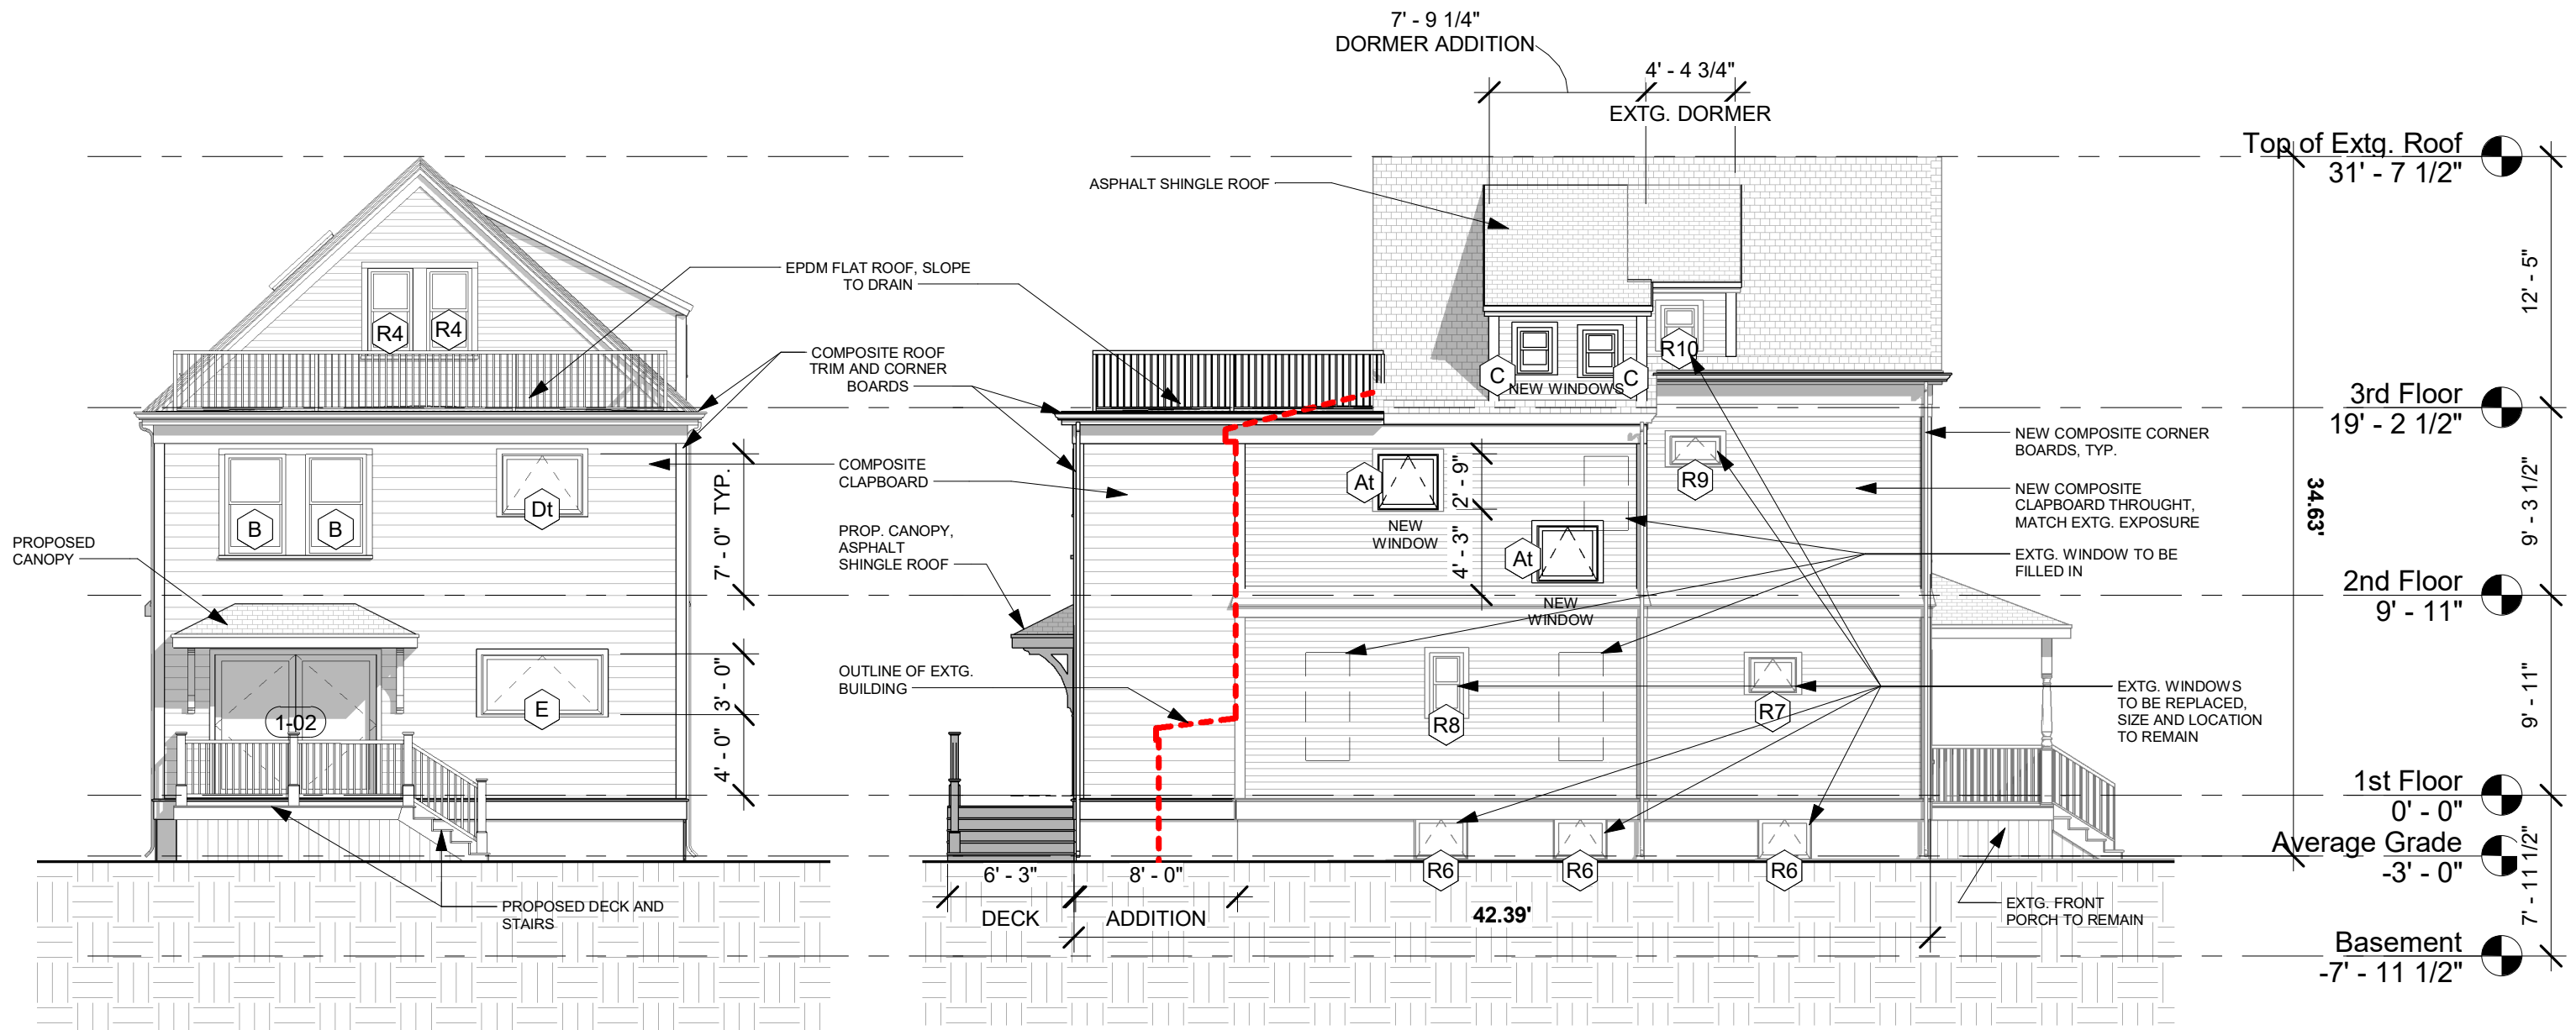 7' - 9 1/4"
DORMER ADDITION
4' - 4 3/4"
EXTG. DORMER
Top of Extg. Roof
31' - 7 1/2"
ASPHALT SHINGLE ROOF
12' - 5"
EPDM FLAT ROOF, SLOPE
TO DRAIN
R4
R4
COMPOSITE ROOF
TRIM AND CORNER
BOARDS
R10
C
C
NEW WINDOWS
3rd Floor
19' - 2 1/2"
NEW COMPOSITE CORNER
BOARDS, TYP.
COMPOSITE
CLAPBOARD
7' - 0" TYP.
B
B
Dt
At
2' - 9"
R9
NEW COMPOSITE
CLAPBOARD THROUGHT,
MATCH EXTG. EXPOSURE
34.63'
9' - 3 1/2"
NEW
WINDOW
4' - 3"
At
PROPOSED
CANOPY
PROP. CANOPY,
ASPHALT
SHINGLE ROOF
EXTG. WINDOW TO BE
FILLED IN
2nd Floor
9' - 11"
NEW
WINDOW
3' - 0"
4' - 0"
OUTLINE OF EXTG.
BUILDING
1-02
E
R8
R7
EXTG. WINDOWS
TO BE REPLACED,
SIZE AND LOCATION
TO REMAIN
9' - 11"
1st Floor
0' - 0"
Average Grade
-3' - 0"
R6
R6
R6
6' - 3"
8' - 0"
DECK
ADDITION
42.39'
PROPOSED DECK AND
STAIRS
EXTG. FRONT
PORCH TO REMAIN
7' - 11 1/2"
Basement
-7' - 11 1/2"